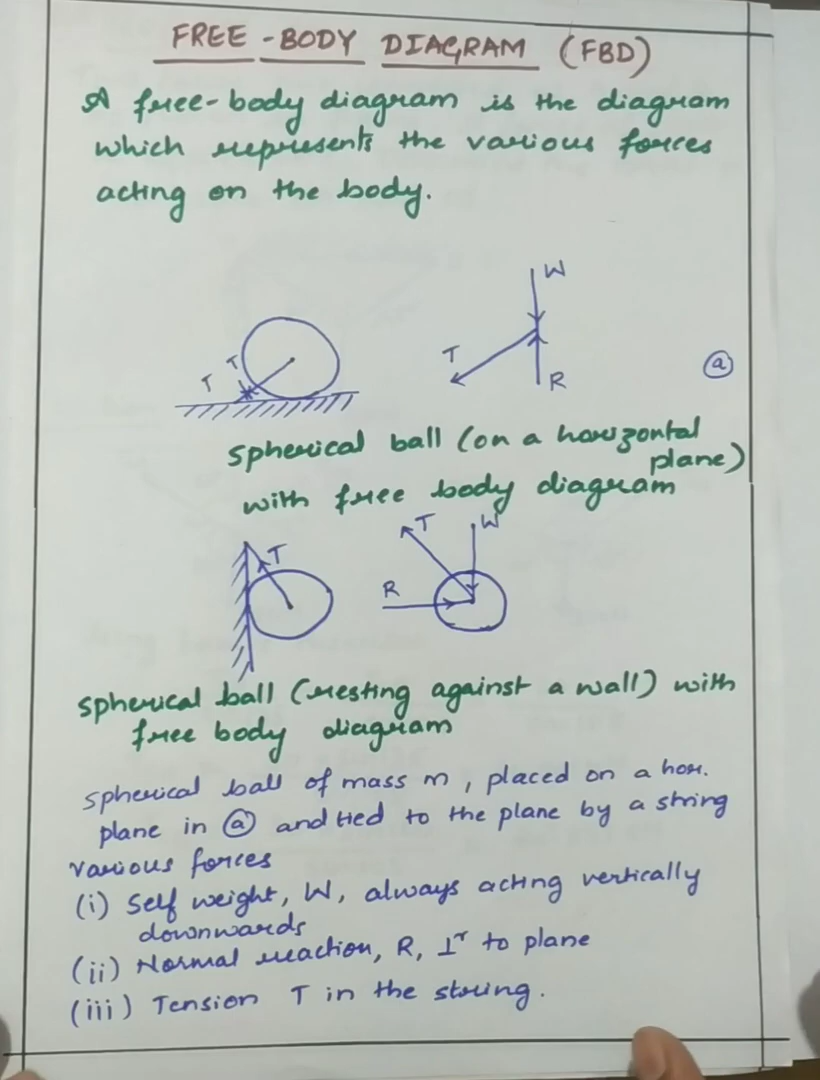 FREE-BODY DIAGRAM (FBD)
A free-body diagram is the diagram
which represents the various forces
acting on the body.
W
T
R
T
T
a
spherical ball (on a horizontal
plane)
with free body diagram
T
T
W
R
spherical ball (resting against a wall) with
free body diagram
spherical ball of mass m, placed on a hor.
plane in a and tied to the plane by a string
various forces
(i) Self weight, W, always acting vertically
downwards
(ii) Normal reaction, R, ⊥r to plane
(iii) Tension T in the string.